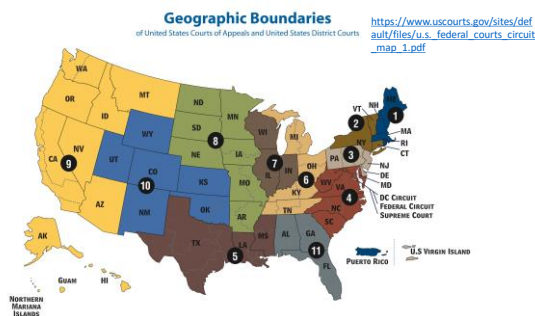 Geographic Boundaries
of United States Courts of Appeals and United States District Courts
https://www.uscourts.gov/sites/def
ault/files/u.s._federal_courts_circuit
_map_1.pdf
WA
MT
ND
MN
VT
NH
ME
1
OR
ID
SD
8
WI
MI
2
NY
MA
WY
RI
CT
NV
CA
9
NE
IA
7
IL
IN
OH
PA
3
NJ
DE
MD
UT
CO
10
KS
MO
6
KY
WV
VA
4
DC CIRCUIT
FEDERAL CIRCUIT
SUPREME COURT
AZ
NM
OK
AR
TN
NC
SC
TX
LA
5
MS
AL
GA
11
FL
AK
HI
GUAM
NORTHERN
MARIANA
ISLANDS
PUERTO RICO
U.S VIRGIN ISLAND